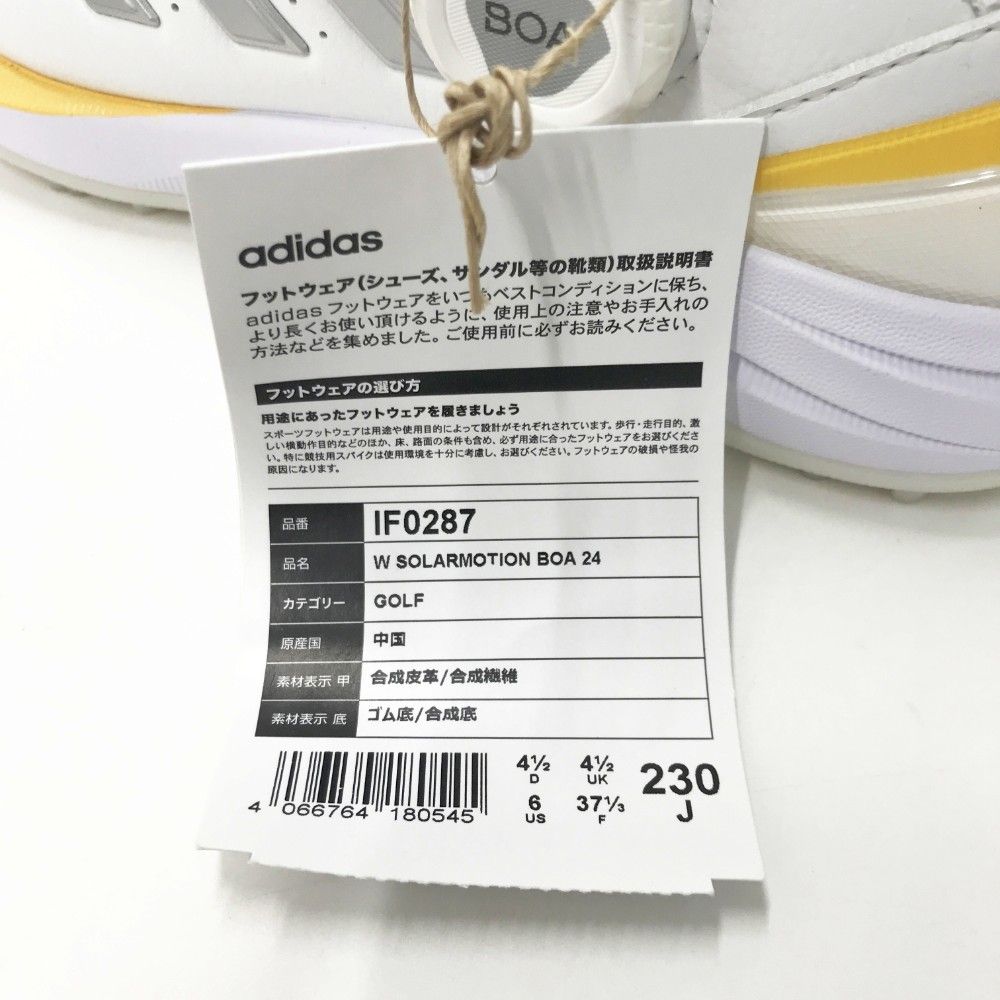 BOA
adidas
フットウェア(シューズ、サンダル等の靴類)取扱説明書
adidas フットウェアをいつもベストコンディションに保ち、
より長くお使い頂けるように、使用上の注意やお手入れの
方法などを集めました。ご使用前に必ずお読みください。
フットウェアの選び方
用途にあったフットウェアを履きましょう
スポーツフットウェアは用途や使用目的によって設計がそれぞれされています。歩行・走行目的、激
しい横動作目的などのほか、床、路面の条件も含め、必ず用途に合ったフットウェアをお選びくださ
い。特に競技用スパイクは使用環境を十分に考慮し、お選びください。フットウェアの破損や怪我の
原因になります。
品番 IF0287
品名 W SOLARMOTION BOA 24
カテゴリー GOLF
原産国 中国
素材表示 甲 合成皮革/合成繊維
素材表示 底 ゴム底/合成底
4 066764 180545
4½ D 4½ UK 230 J
6 US 37⅓ F